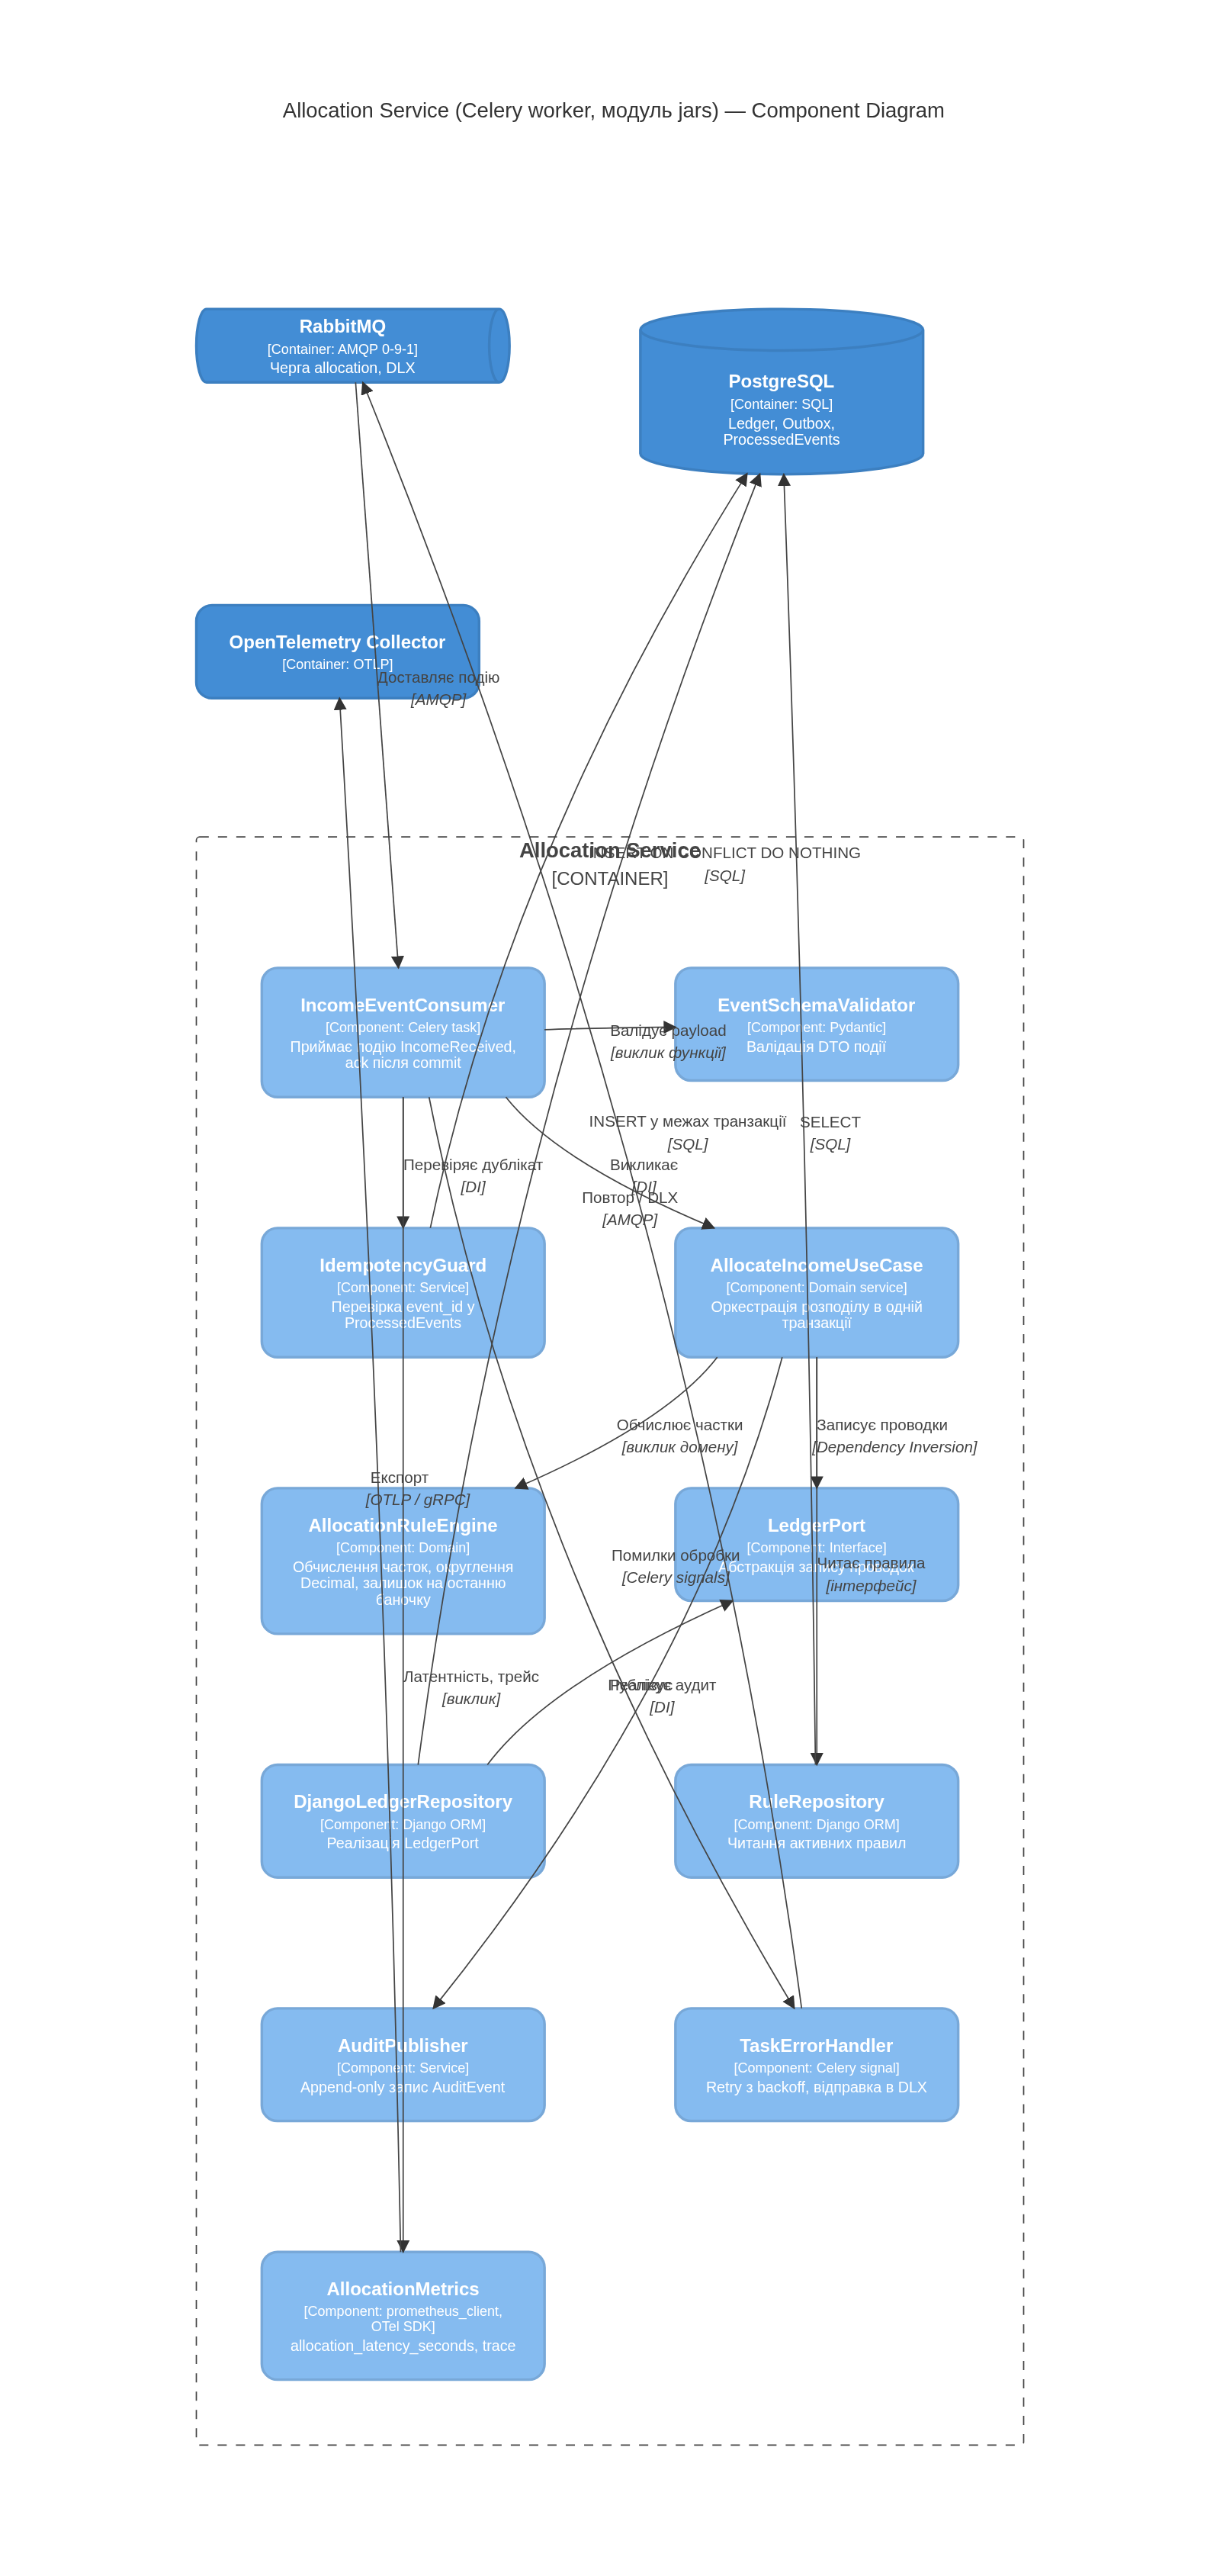 Allocation Service (Celery worker, модуль jars) — Component Diagram
RabbitMQ
[Container: AMQP 0-9-1]
Черга allocation, DLX
PostgreSQL
[Container: SQL]
Ledger, Outbox,
ProcessedEvents
OpenTelemetry Collector
[Container: OTLP]
Доставляє подію
[AMQP]
Allocation Service
[CONTAINER]
INSERT ON CONFLICT DO NOTHING
[SQL]
IncomeEventConsumer
[Component: Celery task]
Приймає подію IncomeReceived,
ack після commit
Валідує payload
[виклик функції]
EventSchemaValidator
[Component: Pydantic]
Валідація DTO події
INSERT у межах транзакції
[SQL]
SELECT
[SQL]
Перевіряє дублікат
[DI]
Викликає
[DI]
Повтор / DLX
[AMQP]
IdempotencyGuard
[Component: Service]
Перевірка event_id у
ProcessedEvents
AllocateIncomeUseCase
[Component: Domain service]
Оркестрація розподілу в одній
транзакції
Обчислює частки
[виклик домену]
Записує проводки
[Dependency Inversion]
Експорт
[OTLP / gRPC]
AllocationRuleEngine
[Component: Domain]
Обчислення часток, округлення
Decimal, залишок на останню
баночку
LedgerPort
[Component: Interface]
Абстракція запису проводок
Помилки обробки
[Celery signals]
Читає правила
[інтерфейс]
Латентність, трейс
[виклик]
Реалізує
Публікує аудит
[DI]
DjangoLedgerRepository
[Component: Django ORM]
Реалізація LedgerPort
RuleRepository
[Component: Django ORM]
Читання активних правил
AuditPublisher
[Component: Service]
Append-only запис AuditEvent
TaskErrorHandler
[Component: Celery signal]
Retry з backoff, відправка в DLX
AllocationMetrics
[Component: prometheus_client,
OTel SDK]
allocation_latency_seconds, trace